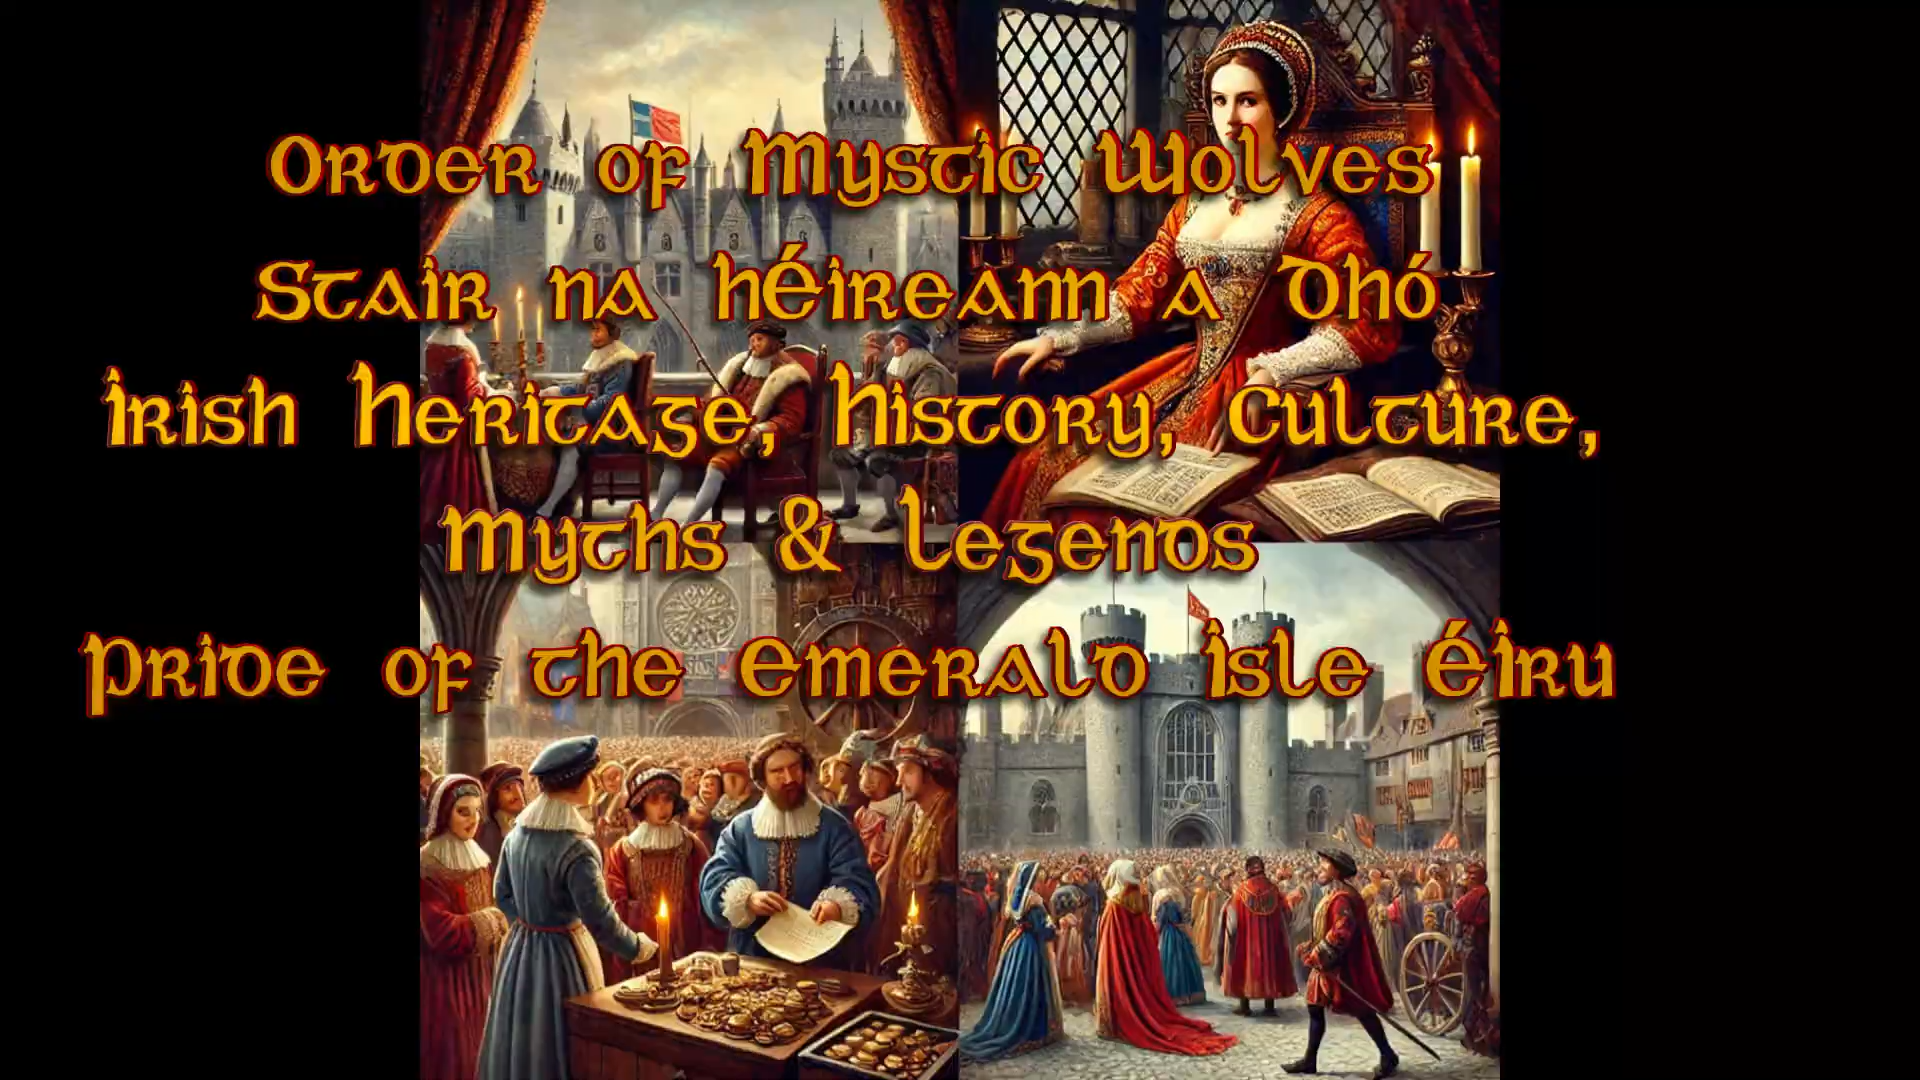 Order of Mystic Wolves
Stair na hÉireann a Dhó
Irish Heritage, History, Culture,
Myths & Legends
Pride of the Emerald Isle Éiru